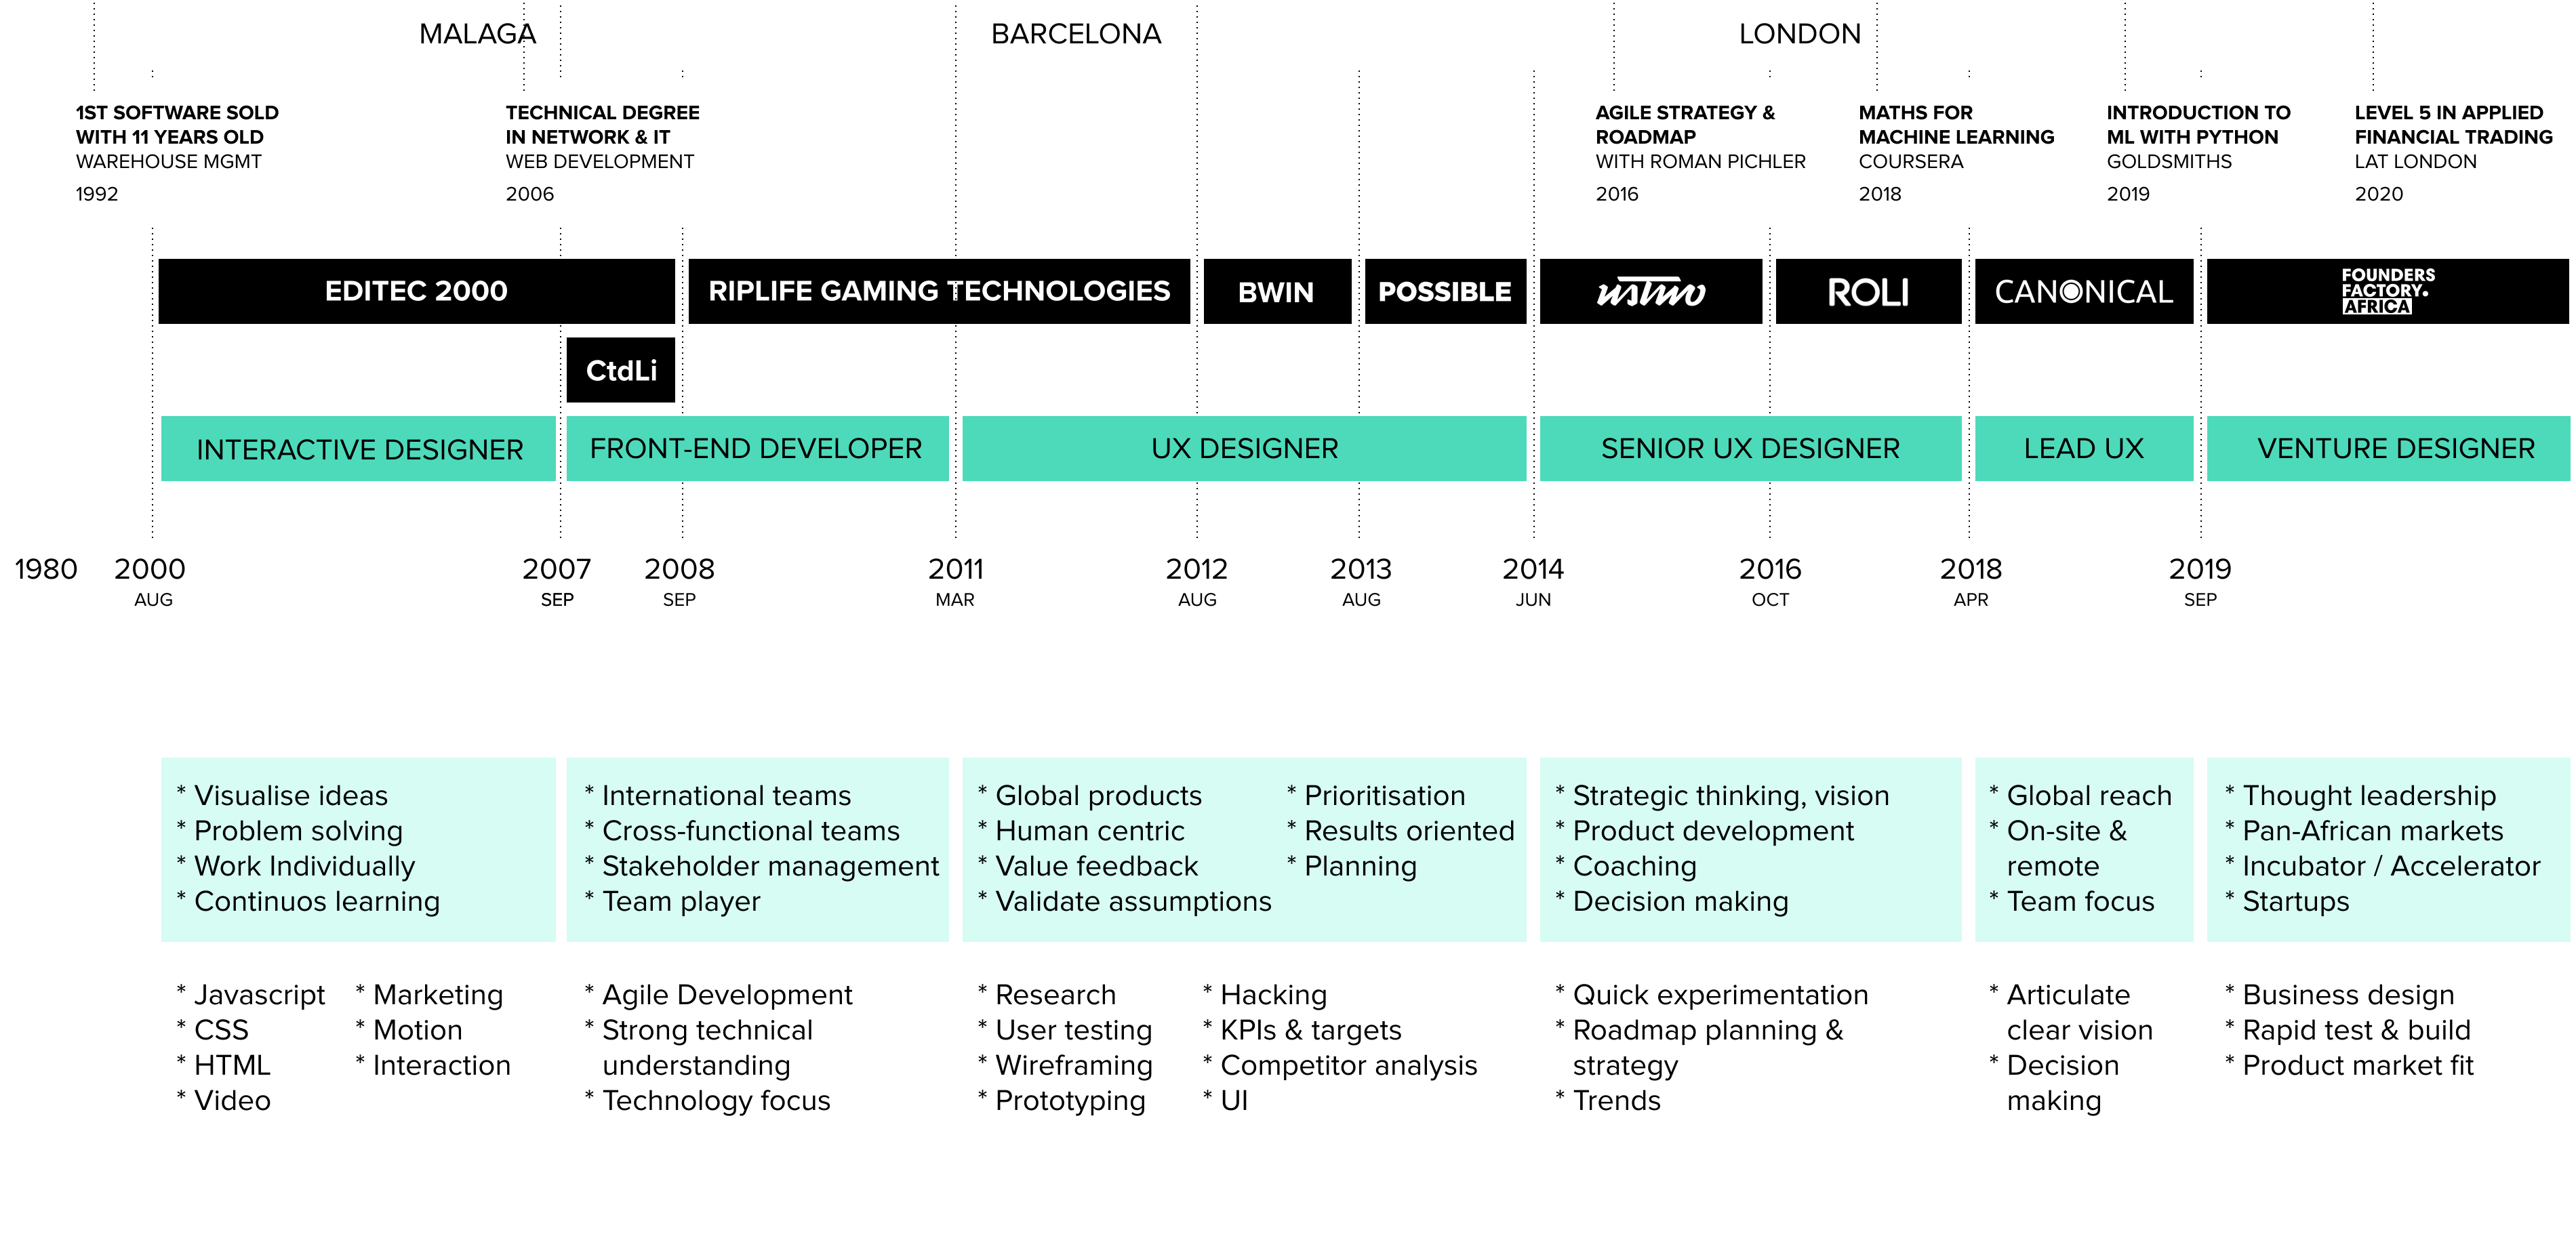 MALAGA
BARCELONA
LONDON
1ST SOFTWARE SOLD
WITH 11 YEARS OLD
WAREHOUSE MGMT
1992
TECHNICAL DEGREE
IN NETWORK & IT
WEB DEVELOPMENT
2006
AGILE STRATEGY &
ROADMAP
WITH ROMAN PICHLER
2016
MATHS FOR
MACHINE LEARNING
COURSERA
2018
INTRODUCTION TO
ML WITH PYTHON
GOLDSMITHS
2019
LEVEL 5 IN APPLIED
FINANCIAL TRADING
LAT LONDON
2020
EDITEC 2000
RIPLIFE GAMING TECHNOLOGIES
BWIN
POSSIBLE
ustwo
ROLI
CANONICAL
FOUNDERS
FACTORY.
AFRICA
CtdLi
INTERACTIVE DESIGNER
FRONT-END DEVELOPER
UX DESIGNER
SENIOR UX DESIGNER
LEAD UX
VENTURE DESIGNER
1980
2000
AUG
2007
SEP
2008
SEP
2011
MAR
2012
AUG
2013
AUG
2014
JUN
2016
OCT
2018
APR
2019
SEP
* Visualise ideas
* Problem solving
* Work Individually
* Continuos learning
* International teams
* Cross-functional teams
* Stakeholder management
* Team player
* Global products
* Human centric
* Value feedback
* Validate assumptions
* Prioritisation
* Results oriented
* Planning
* Strategic thinking, vision
* Product development
* Coaching
* Decision making
* Global reach
* On-site &
remote
* Team focus
* Thought leadership
* Pan-African markets
* Incubator / Accelerator
* Startups
* Javascript
* CSS
* HTML
* Video
* Marketing
* Motion
* Interaction
* Agile Development
* Strong technical
understanding
* Technology focus
* Research
* User testing
* Wireframing
* Prototyping
* Hacking
* KPIs & targets
* Competitor analysis
* UI
* Quick experimentation
* Roadmap planning &
strategy
* Trends
* Articulate
clear vision
* Decision
making
* Business design
* Rapid test & build
* Product market fit